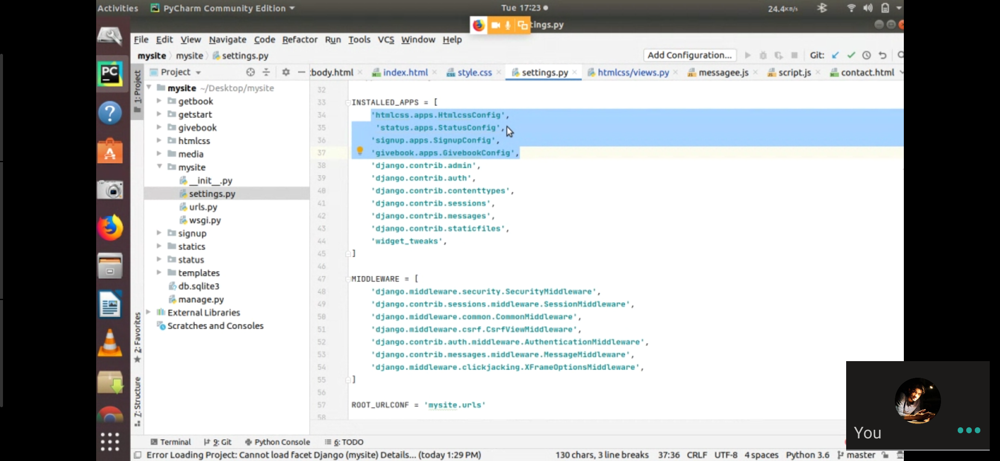 Activities PyCharm Community Edition Tue 17:23 24.4KB/s
tings.py
File Edit View Navigate Code Refactor Run Tools VCS Window Help
mysite mysite settings.py Add Configuration... Git:
1: Project Project body.html index.html style.css settings.py htmlcss/views.py messagee.js script.js contact.html
mysite ~/Desktop/mysite
getbook
getstart
givebook
htmlcss
media
mysite
__init__.py
settings.py
urls.py
wsgi.py
signup
statics
status
templates
db.sqlite3
manage.py
External Libraries
Scratches and Consoles
2: Favorites
7: Structure
32
33 INSTALLED_APPS = [
34 'htmlcss.apps.HtmlcssConfig',
35 'status.apps.StatusConfig',
36 'signup.apps.SignupConfig',
37 'givebook.apps.GivebookConfig',
38 'django.contrib.admin',
39 'django.contrib.auth',
40 'django.contrib.contenttypes',
41 'django.contrib.sessions',
42 'django.contrib.messages',
43 'django.contrib.staticfiles',
44 'widget_tweaks',
45 ]
46
47 MIDDLEWARE = [
48 'django.middleware.security.SecurityMiddleware',
49 'django.contrib.sessions.middleware.SessionMiddleware',
50 'django.middleware.common.CommonMiddleware',
51 'django.middleware.csrf.CsrfViewMiddleware',
52 'django.contrib.auth.middleware.AuthenticationMiddleware',
53 'django.contrib.messages.middleware.MessageMiddleware',
54 'django.middleware.clickjacking.XFrameOptionsMiddleware',
55 ]
56
57 ROOT_URLCONF = 'mysite.urls'
58
You
Terminal 9: Git Python Console 6: TODO
Error Loading Project: Cannot load facet Django (mysite) Details... (today 1:29 PM) 130 chars, 3 line breaks 37:36 CRLF UTF-8 4 spaces Python 3.6 master